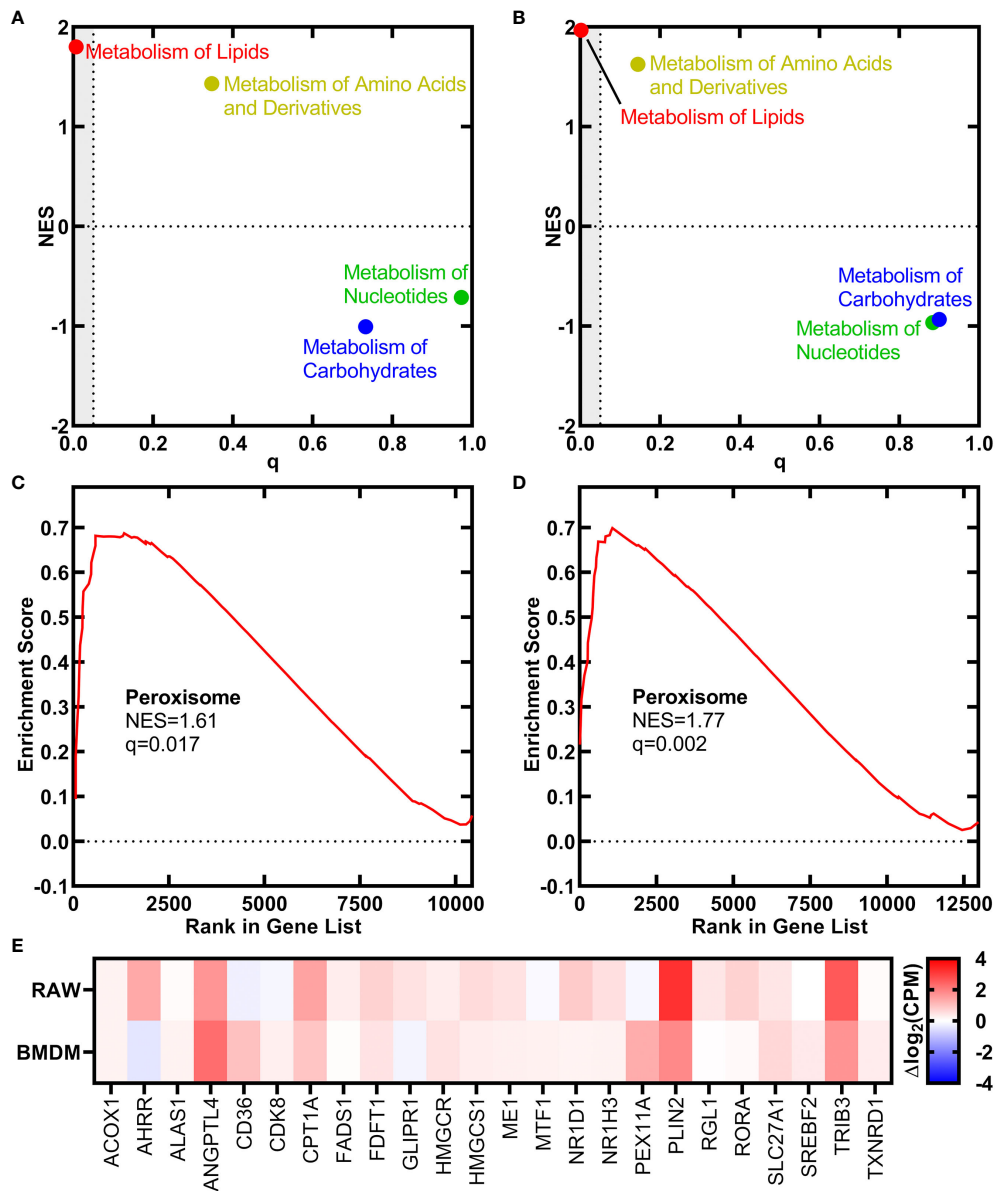 A
B
2
1
0
-1
-2
NES
Metabolism of Lipids
Metabolism of Amino Acids
and Derivatives
Metabolism of
Nucleotides
Metabolism of
Carbohydrates
0.0 0.2 0.4 0.6 0.8 1.0
q
2
1
0
-1
-2
NES
Metabolism of Amino Acids
and Derivatives
Metabolism of Lipids
Metabolism of
Carbohydrates
Metabolism of
Nucleotides
0.0 0.2 0.4 0.6 0.8 1.0
q
C
D
0.7
0.6
0.5
0.4
0.3
0.2
0.1
0.0
-0.1
Enrichment Score
Peroxisome
NES=1.61
q=0.017
0 2500 5000 7500 10000
Rank in Gene List
0.7
0.6
0.5
0.4
0.3
0.2
0.1
0.0
-0.1
Enrichment Score
Peroxisome
NES=1.77
q=0.002
0 2500 5000 7500 10000 12500
Rank in Gene List
E
RAW
BMDM
ACOX1
AHRR
ALAS1
ANGPTL4
CD36
CDK8
CPT1A
FADS1
FDFT1
GLIPR1
HMGCR
HMGCS1
ME1
MTF1
NR1D1
NR1H3
PEX11A
PLIN2
RGL1
RORA
SLC27A1
SREBF2
TRIB3
TXNRD1
Δlog2(CPM)
4
2
0
-2
-4